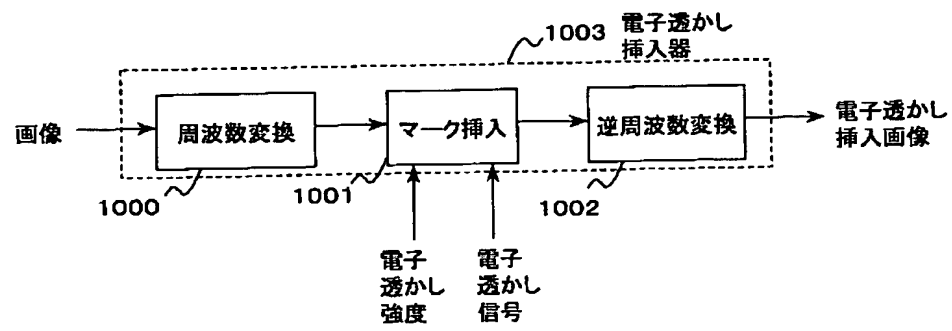 1003 電子透かし
挿入器
画像
周波数変換
マーク挿入
逆周波数変換
電子透かし
挿入画像
1000
1001
1002
電子
透かし
強度
電子
透かし
信号